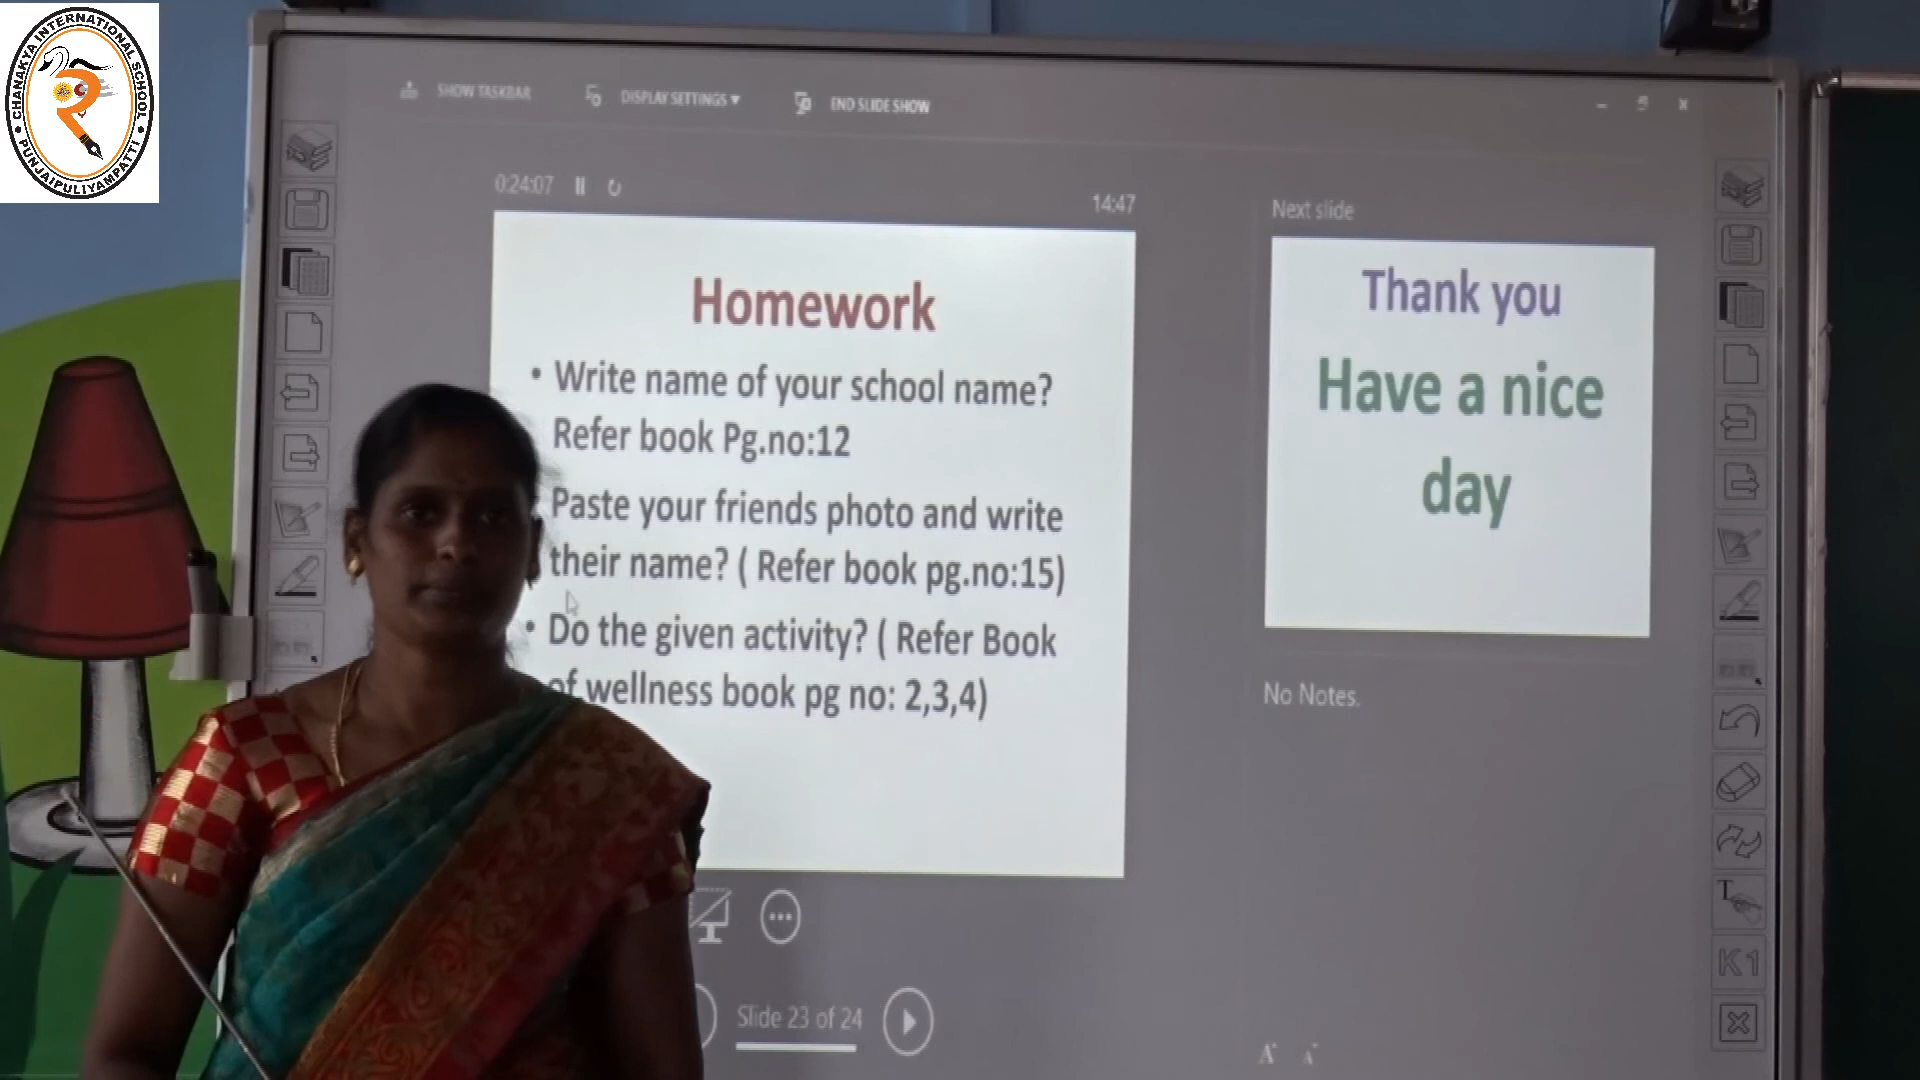 CHANAKYA INTERNATIONAL SCHOOL
PUNJAIPULIYAMPATTI
SHOW TASKBAR
DISPLAY SETTINGS ▾
END SLIDE SHOW
0:24:07
14:47
Next slide
Homework
• Write name of your school name?
Refer book Pg.no:12
Paste your friends photo and write
their name? ( Refer book pg.no:15)
• Do the given activity? ( Refer Book
of wellness book pg no: 2,3,4)
Thank you
Have a nice
day
No Notes.
Slide 23 of 24
A A
T
K1